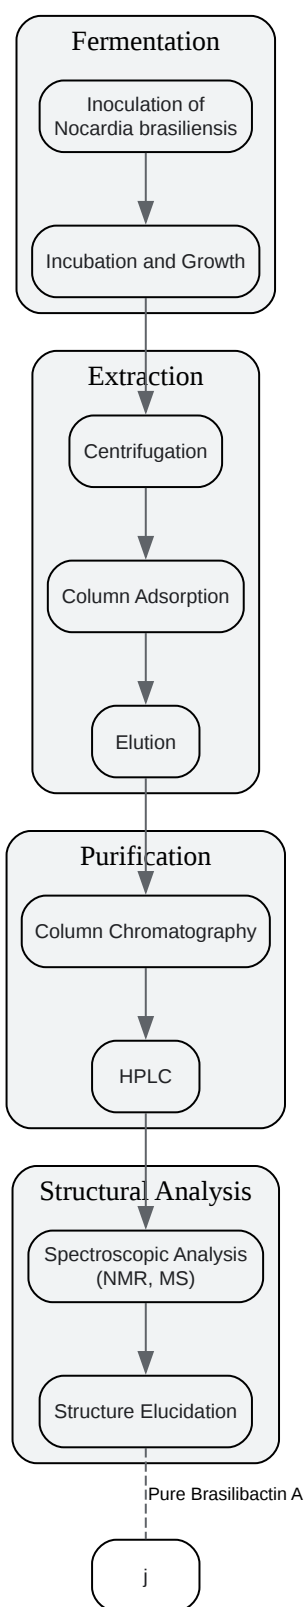 Fermentation
Inoculation of
Nocardia brasiliensis
Incubation and Growth
Extraction
Centrifugation
Column Adsorption
Elution
Purification
Column Chromatography
HPLC
Structural Analysis
Spectroscopic Analysis
(NMR, MS)
Structure Elucidation
Pure Brasilibactin A
j